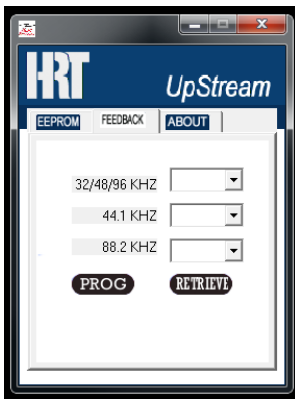 HRT
UpStream
EEPROM FEEDBACK ABOUT
32/48/96 KHZ
44.1 KHZ
88.2 KHZ
PROG RETRIEVE